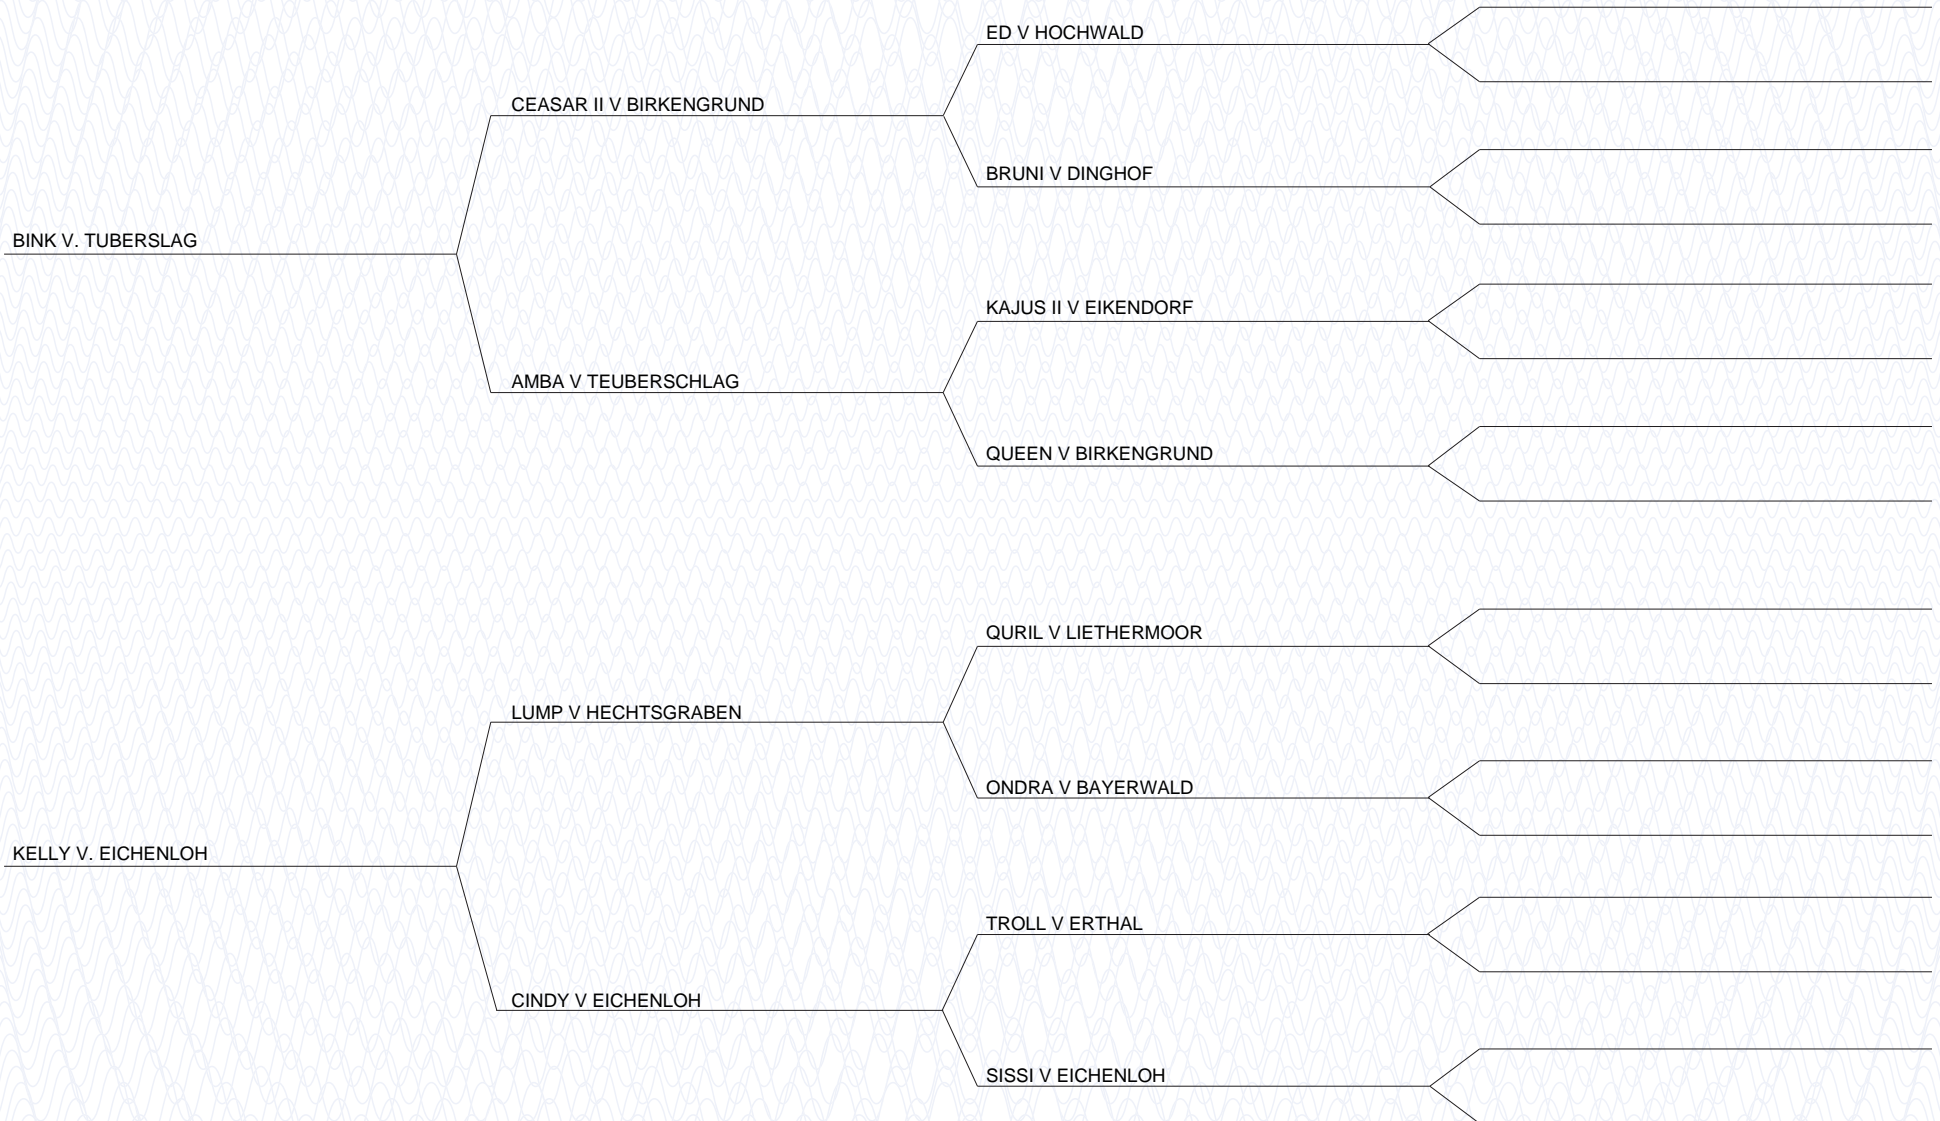 ED V HOCHWALD
CEASAR II V BIRKENGRUND
BRUNI V DINGHOF
BINK V. TUBERSLAG
KAJUS II V EIKENDORF
AMBA V TEUBERSCHLAG
QUEEN V BIRKENGRUND
QURIL V LIETHERMOOR
LUMP V HECHTSGRABEN
ONDRA V BAYERWALD
KELLY V. EICHENLOH
TROLL V ERTHAL
CINDY V EICHENLOH
SISSI V EICHENLOH